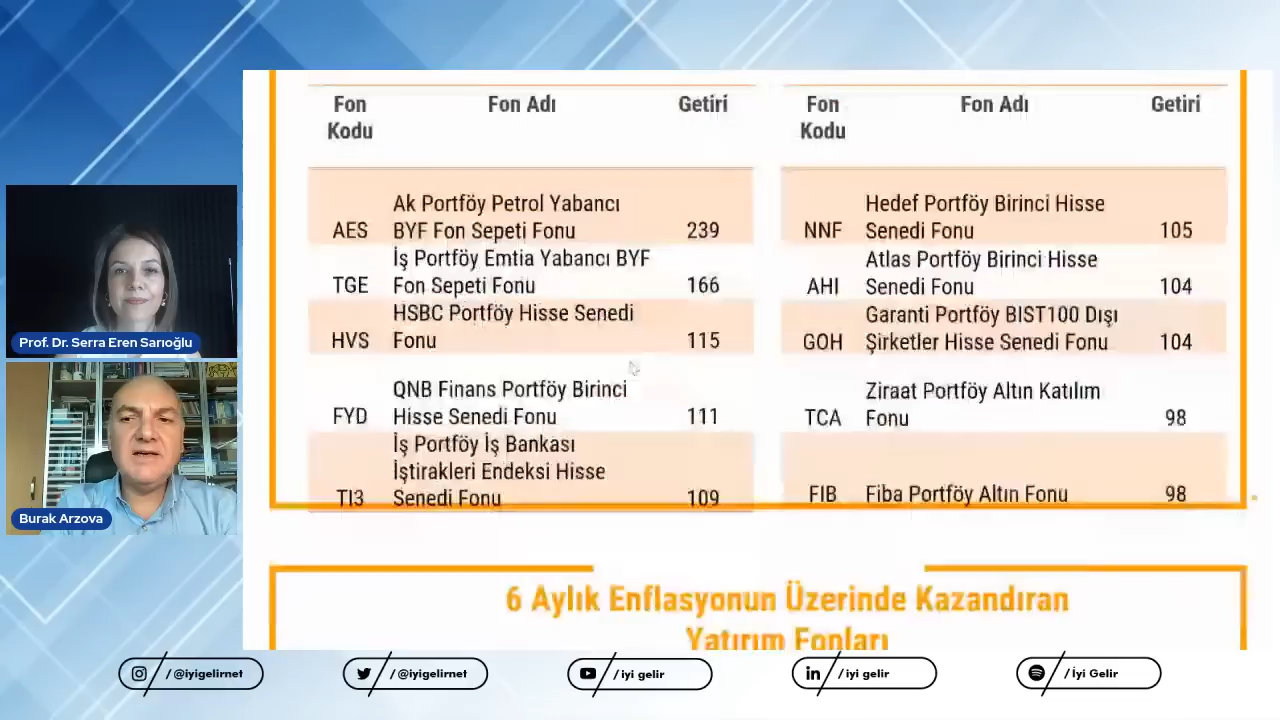 Fon
Kodu
Fon Adı
Getiri
AES
Ak Portföy Petrol Yabancı
BYF Fon Sepeti Fonu
239
TGE
İş Portföy Emtia Yabancı BYF
Fon Sepeti Fonu
166
HVS
HSBC Portföy Hisse Senedi
Fonu
115
FYD
QNB Finans Portföy Birinci
Hisse Senedi Fonu
111
TI3
İş Portföy İş Bankası
İştirakleri Endeksi Hisse
Senedi Fonu
109
Fon
Kodu
Fon Adı
Getiri
NNF
Hedef Portföy Birinci Hisse
Senedi Fonu
105
AHI
Atlas Portföy Birinci Hisse
Senedi Fonu
104
GOH
Garanti Portföy BIST100 Dışı
Şirketler Hisse Senedi Fonu
104
TCA
Ziraat Portföy Altın Katılım
Fonu
98
FIB
Fiba Portföy Altın Fonu
98
6 Aylık Enflasyonun Üzerinde Kazandıran
Yatırım Fonları
Prof. Dr. Serra Eren Sarıoğlu
Burak Arzova
/ @iyigelirnet
/ @iyigelirnet
/ iyi gelir
/ iyi gelir
/ İyi Gelir